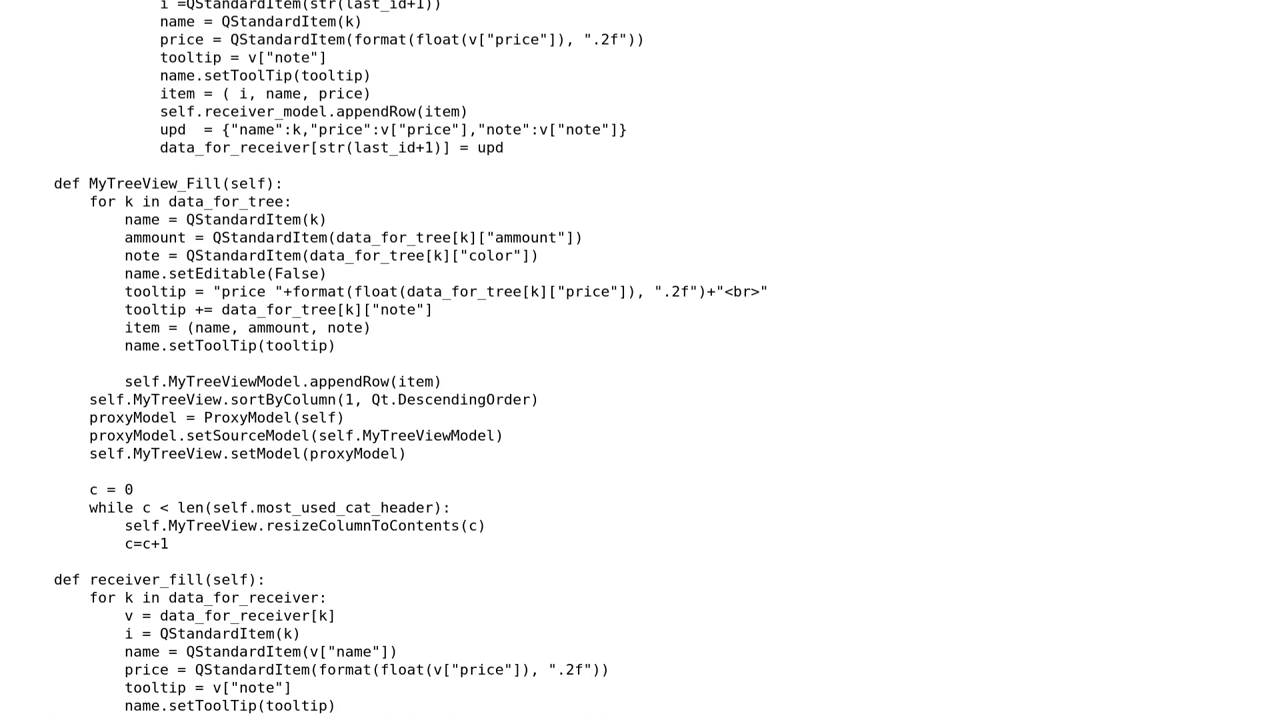 i =QStandardItem(str(last_id+1))
name = QStandardItem(k)
price = QStandardItem(format(float(v["price"]), ".2f"))
tooltip = v["note"]
name.setToolTip(tooltip)
item = ( i, name, price)
self.receiver_model.appendRow(item)
upd  = {"name":k,"price":v["price"],"note":v["note"]}
data_for_receiver[str(last_id+1)] = upd
def MyTreeView_Fill(self):
for k in data_for_tree:
name = QStandardItem(k)
ammount = QStandardItem(data_for_tree[k]["ammount"])
note = QStandardItem(data_for_tree[k]["color"])
name.setEditable(False)
tooltip = "price "+format(float(data_for_tree[k]["price"]), ".2f")+"<br>"
tooltip += data_for_tree[k]["note"]
item = (name, ammount, note)
name.setToolTip(tooltip)
self.MyTreeViewModel.appendRow(item)
self.MyTreeView.sortByColumn(1, Qt.DescendingOrder)
proxyModel = ProxyModel(self)
proxyModel.setSourceModel(self.MyTreeViewModel)
self.MyTreeView.setModel(proxyModel)
c = 0
while c < len(self.most_used_cat_header):
self.MyTreeView.resizeColumnToContents(c)
c=c+1
def receiver_fill(self):
for k in data_for_receiver:
v = data_for_receiver[k]
i = QStandardItem(k)
name = QStandardItem(v["name"])
price = QStandardItem(format(float(v["price"]), ".2f"))
tooltip = v["note"]
name.setToolTip(tooltip)